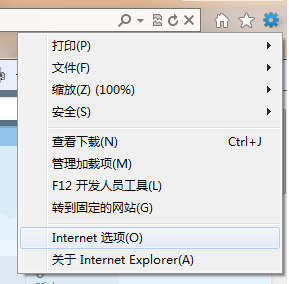 打印(P)
文件(F)
缩放(Z) (100%)
安全(S)
查看下载(N) Ctrl+J
管理加载项(M)
F12 开发人员工具(L)
转到固定的网站(G)
Internet 选项(O)
关于 Internet Explorer(A)